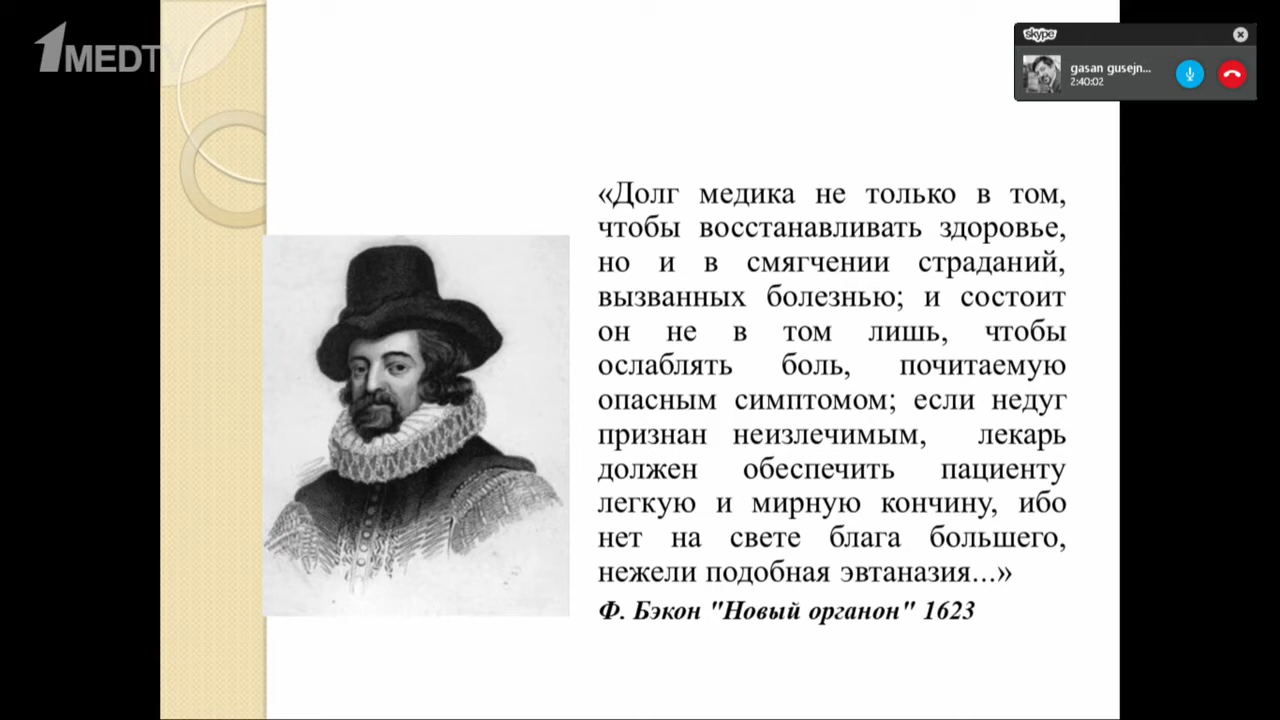 1MEDTV
skype
gasan gusejn...
2:40:02
«Долг медика не только в том,
чтобы восстанавливать здоровье,
но и в смягчении страданий,
вызванных болезнью; и состоит
он не в том лишь, чтобы
ослаблять боль, почитаемую
опасным симптомом; если недуг
признан неизлечимым, лекарь
должен обеспечить пациенту
легкую и мирную кончину, ибо
нет на свете блага большего,
нежели подобная эвтаназия...»
Ф. Бэкон "Новый органон" 1623